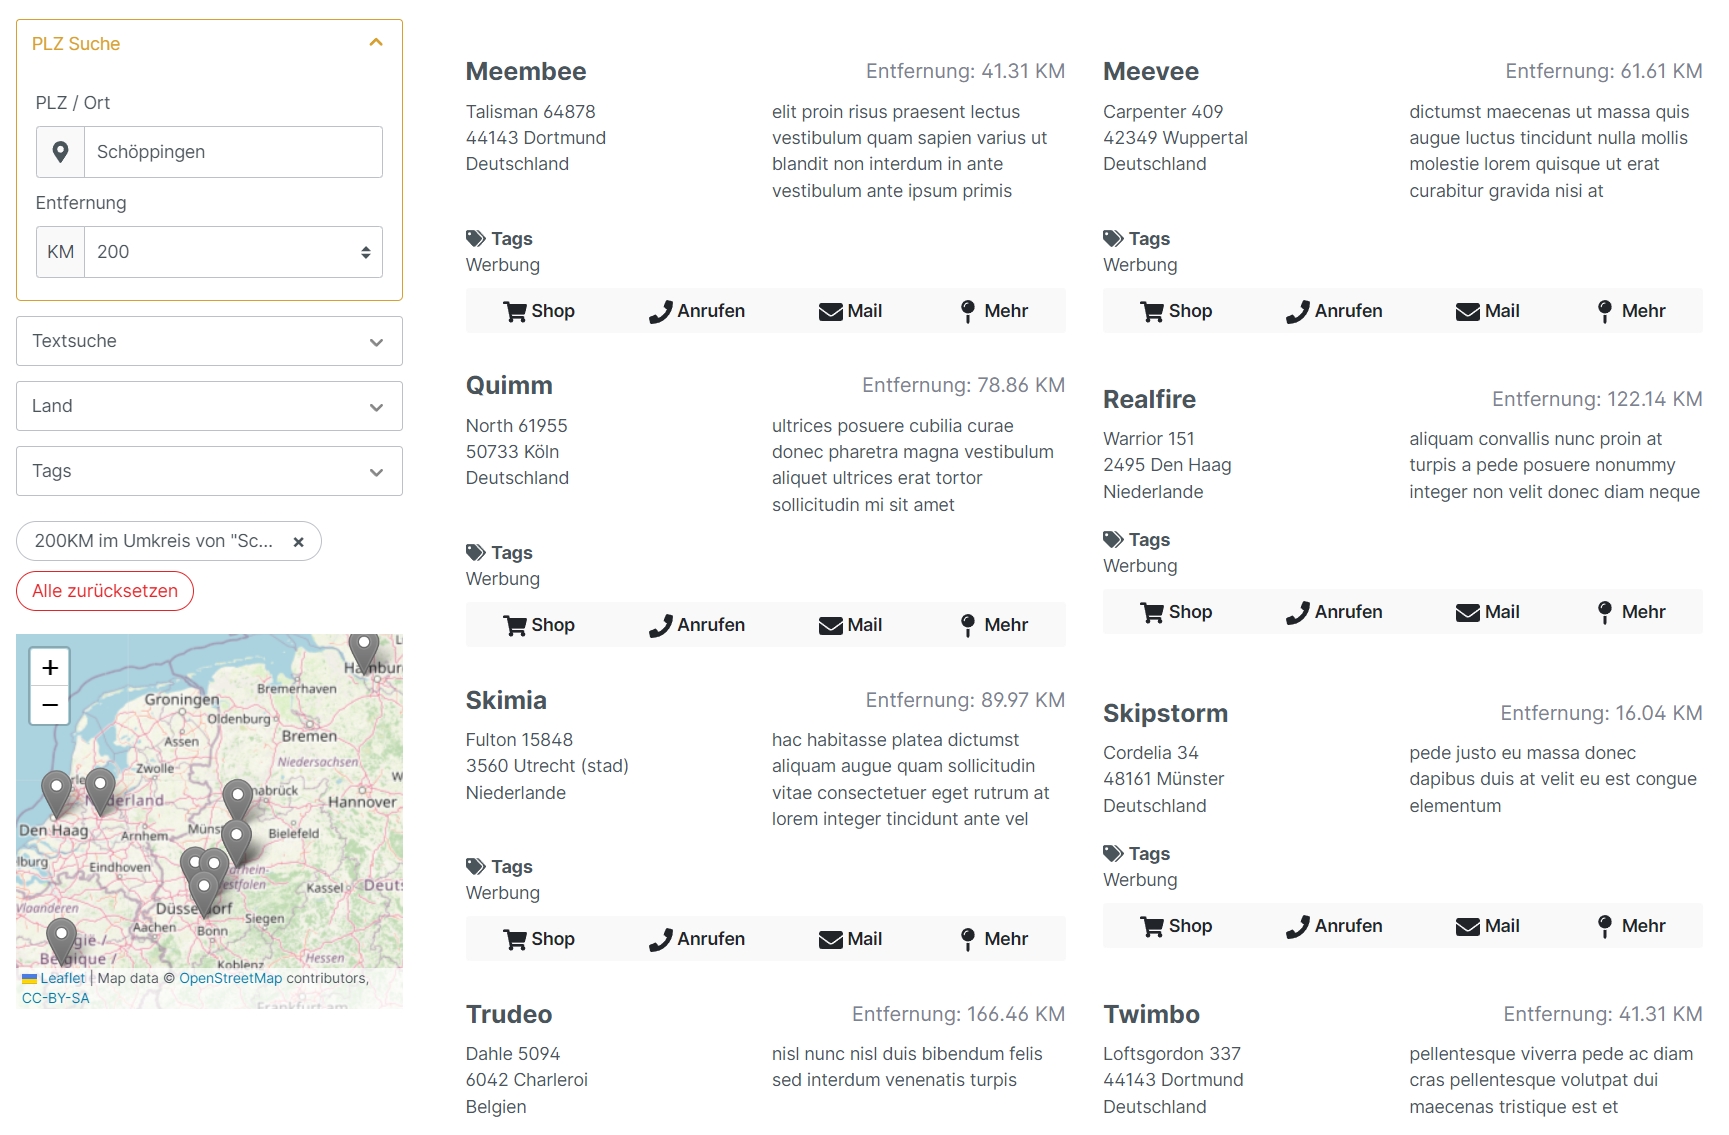 PLZ Suche
PLZ / Ort
Schöppingen
Entfernung
KM 200
Textsuche
Land
Tags
200KM im Umkreis von "Sc...
Alle zurücksetzen
+
−
Hamburg
Bremerhaven
Groningen
Oldenburg
Assen
Bremen
Zwolle
Niedersachsen
Hannover
Den Haag
Arnhem
Bielefeld
Eindhoven
Kassel
Vlaanderen
Düsseldorf
Siegen
Aachen
Bonn
Belgique /
Koblenz
Hessen
Leaflet | Map data © OpenStreetMap contributors,
CC-BY-SA
Meembee
Entfernung: 41.31 KM
Talisman 64878
44143 Dortmund
Deutschland
elit proin risus praesent lectus
vestibulum quam sapien varius ut
blandit non interdum in ante
vestibulum ante ipsum primis
Tags
Werbung
Shop Anrufen Mail Mehr
Meevee
Entfernung: 61.61 KM
Carpenter 409
42349 Wuppertal
Deutschland
dictumst maecenas ut massa quis
augue luctus tincidunt nulla mollis
molestie lorem quisque ut erat
curabitur gravida nisi at
Tags
Werbung
Shop Anrufen Mail Mehr
Quimm
Entfernung: 78.86 KM
North 61955
50733 Köln
Deutschland
ultrices posuere cubilia curae
donec pharetra magna vestibulum
aliquet ultrices erat tortor
sollicitudin mi sit amet
Tags
Werbung
Shop Anrufen Mail Mehr
Realfire
Entfernung: 122.14 KM
Warrior 151
2495 Den Haag
Niederlande
aliquam convallis nunc proin at
turpis a pede posuere nonummy
integer non velit donec diam neque
Tags
Werbung
Shop Anrufen Mail Mehr
Skimia
Entfernung: 89.97 KM
Fulton 15848
3560 Utrecht (stad)
Niederlande
hac habitasse platea dictumst
aliquam augue quam sollicitudin
vitae consectetuer eget rutrum at
lorem integer tincidunt ante vel
Tags
Werbung
Shop Anrufen Mail Mehr
Skipstorm
Entfernung: 16.04 KM
Cordelia 34
48161 Münster
Deutschland
pede justo eu massa donec
dapibus duis at velit eu est congue
elementum
Tags
Werbung
Shop Anrufen Mail Mehr
Trudeo
Entfernung: 166.46 KM
Dahle 5094
6042 Charleroi
Belgien
nisl nunc nisl duis bibendum felis
sed interdum venenatis turpis
Twimbo
Entfernung: 41.31 KM
Loftsgordon 337
44143 Dortmund
Deutschland
pellentesque viverra pede ac diam
cras pellentesque volutpat dui
maecenas tristique est et